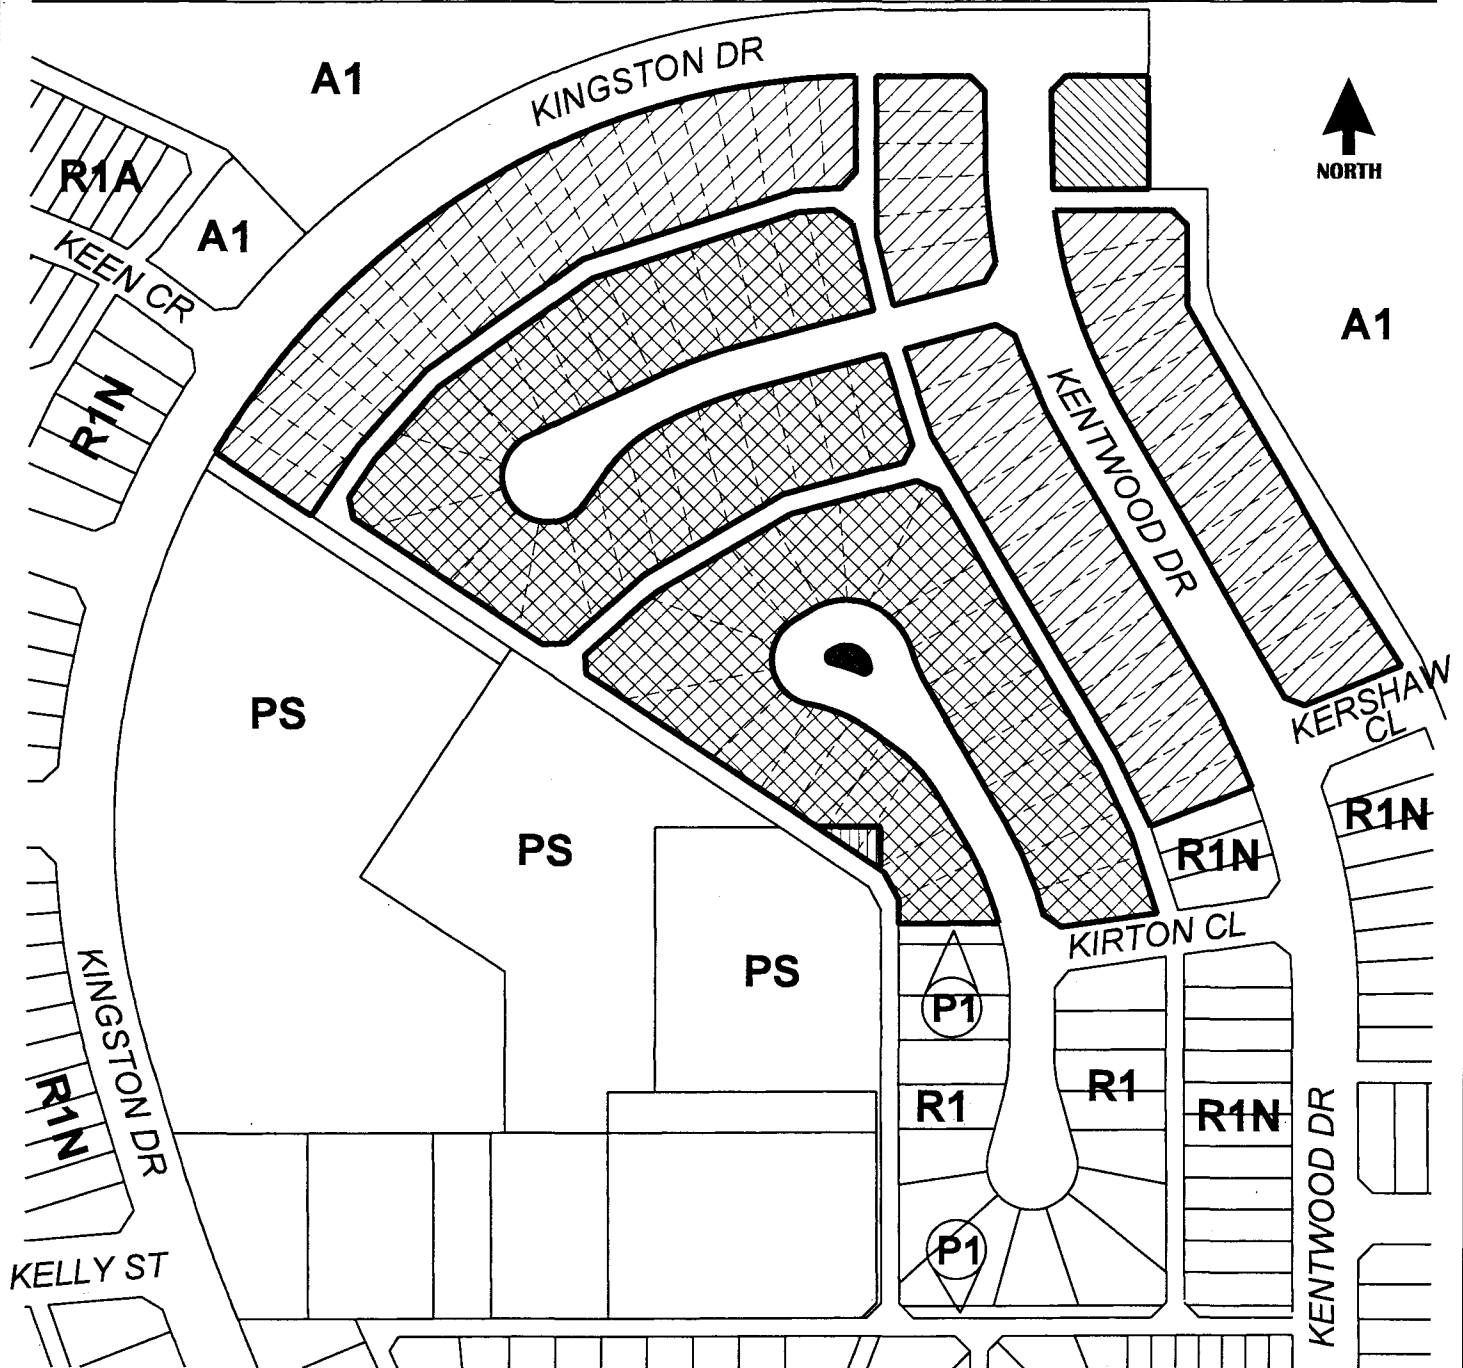 KINGSTON DR
A1
NORTH
R1A
A1
KEEN CR
A1
R1N
KENTWOOD DR
KERSHAW
CL
PS
R1N
PS
R1N
KIRTON CL
PS
P1
KINGSTON DR
R1
R1
R1N
R1N
KENTWOOD DR
P1
KELLY ST